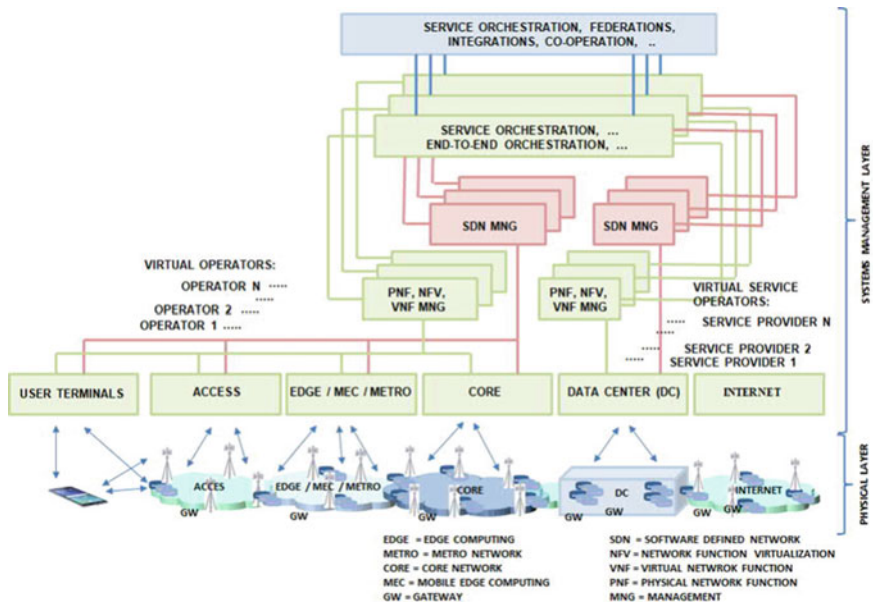 SERVICE ORCHESTRATION, FEDERATIONS,
INTEGRATIONS, CO-OPERATION, ..
SERVICE ORCHESTRATION, ...
END-TO-END ORCHESTRATION, ...
SDN MNG
SDN MNG
VIRTUAL OPERATORS:
OPERATOR N .....
.....
OPERATOR 2 .....
OPERATOR 1 .....
PNF, NFV,
VNF MNG
PNF, NFV,
VNF MNG
VIRTUAL SERVICE
OPERATORS:
..... SERVICE PROVIDER N
.....
..... SERVICE PROVIDER 2
..... SERVICE PROVIDER 1
SYSTEMS MANAGEMENT LAYER
USER TERMINALS
ACCESS
EDGE / MEC / METRO
CORE
DATA CENTER (DC)
INTERNET
PHYSICAL LAYER
ACCES
GW
EDGE / MEC / METRO
GW
CORE
GW
GW
DC
GW
INTERNET
GW
EDGE = EDGE COMPUTING
METRO = METRO NETWORK
CORE = CORE NETWORK
MEC = MOBILE EDGE COMPUTING
GW = GATEWAY
SDN = SOFTWARE DEFINED NETWORK
NFV = NETWORK FUNCTION VIRTUALIZATION
VNF = VIRTUAL NETWROK FUNCTION
PNF = PHYSICAL NETWORK FUNCTION
MNG = MANAGEMENT